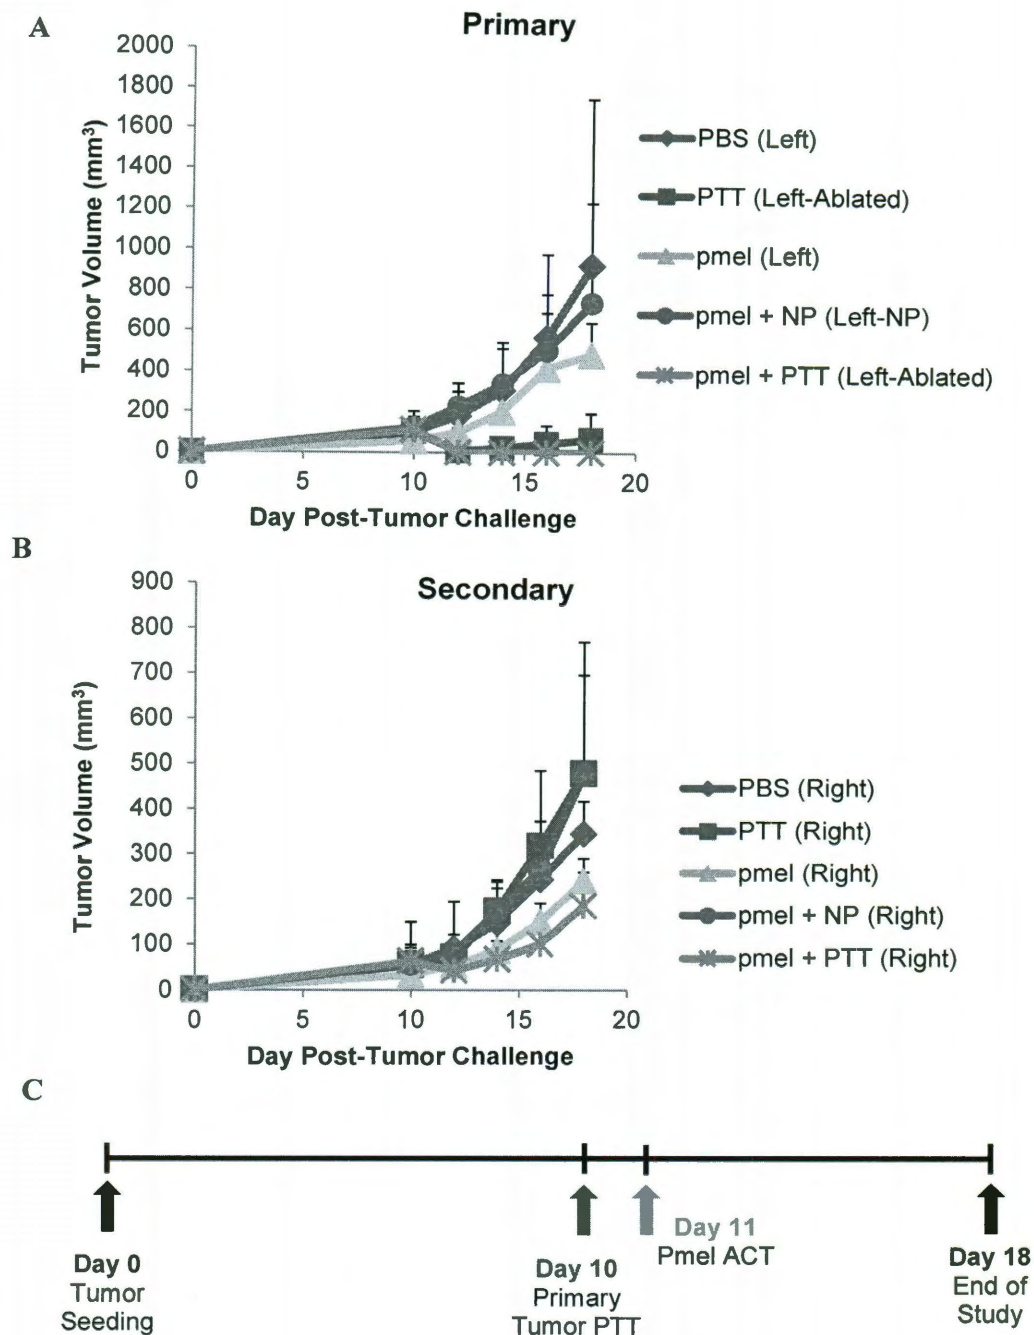 A
Primary
2000
1800
1600
1400
1200
1000
800
600
400
200
0
Tumor Volume (mm³)
0 5 10 15 20
Day Post-Tumor Challenge
PBS (Left)
PTT (Left-Ablated)
pmel (Left)
pmel + NP (Left-NP)
pmel + PTT (Left-Ablated)
B
Secondary
900
800
700
600
500
400
300
200
100
0
Tumor Volume (mm³)
0 5 10 15 20
Day Post-Tumor Challenge
PBS (Right)
PTT (Right)
pmel (Right)
pmel + NP (Right)
pmel + PTT (Right)
C
Day 0
Tumor
Seeding
Day 10
Primary
Tumor PTT
Day 11
Pmel ACT
Day 18
End of
Study